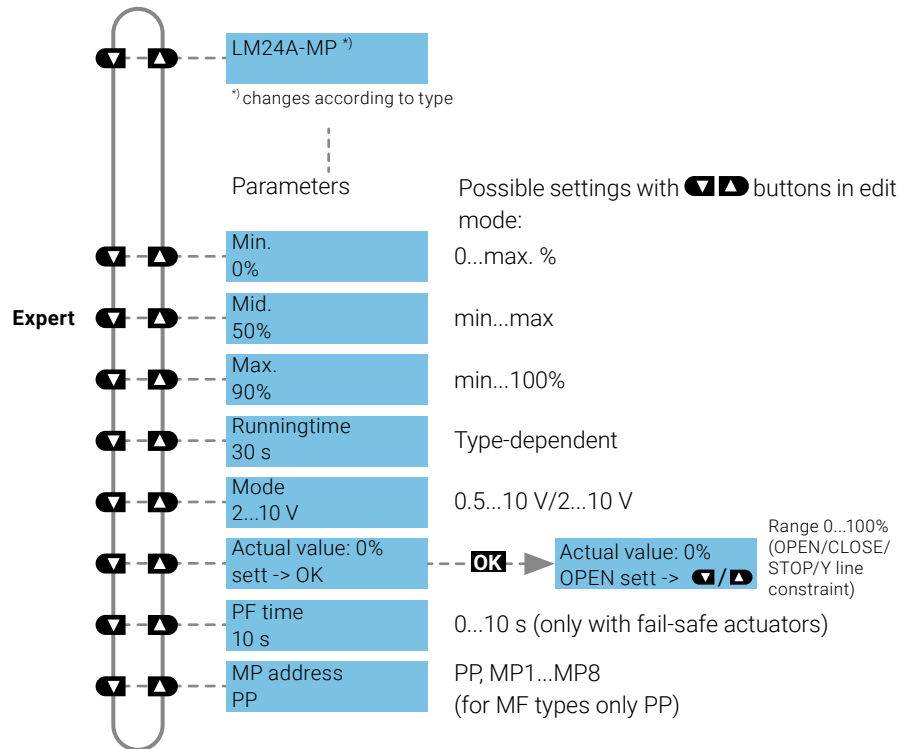 LM24A-MP *)
*) changes according to type
Parameters
Possible settings with ▼ ▲ buttons in edit
mode:
Min.
0%
0...max. %
Expert
Mid.
50%
min...max
Max.
90%
min...100%
Runningtime
30 s
Type-dependent
Mode
2...10 V
0.5...10 V/2...10 V
Actual value: 0%
sett -> OK
OK
Actual value: 0%
OPEN sett -> ▼/▲
Range 0...100%
(OPEN/CLOSE/
STOP/Y line
constraint)
PF time
10 s
0...10 s (only with fail-safe actuators)
MP address
PP
PP, MP1...MP8
(for MF types only PP)